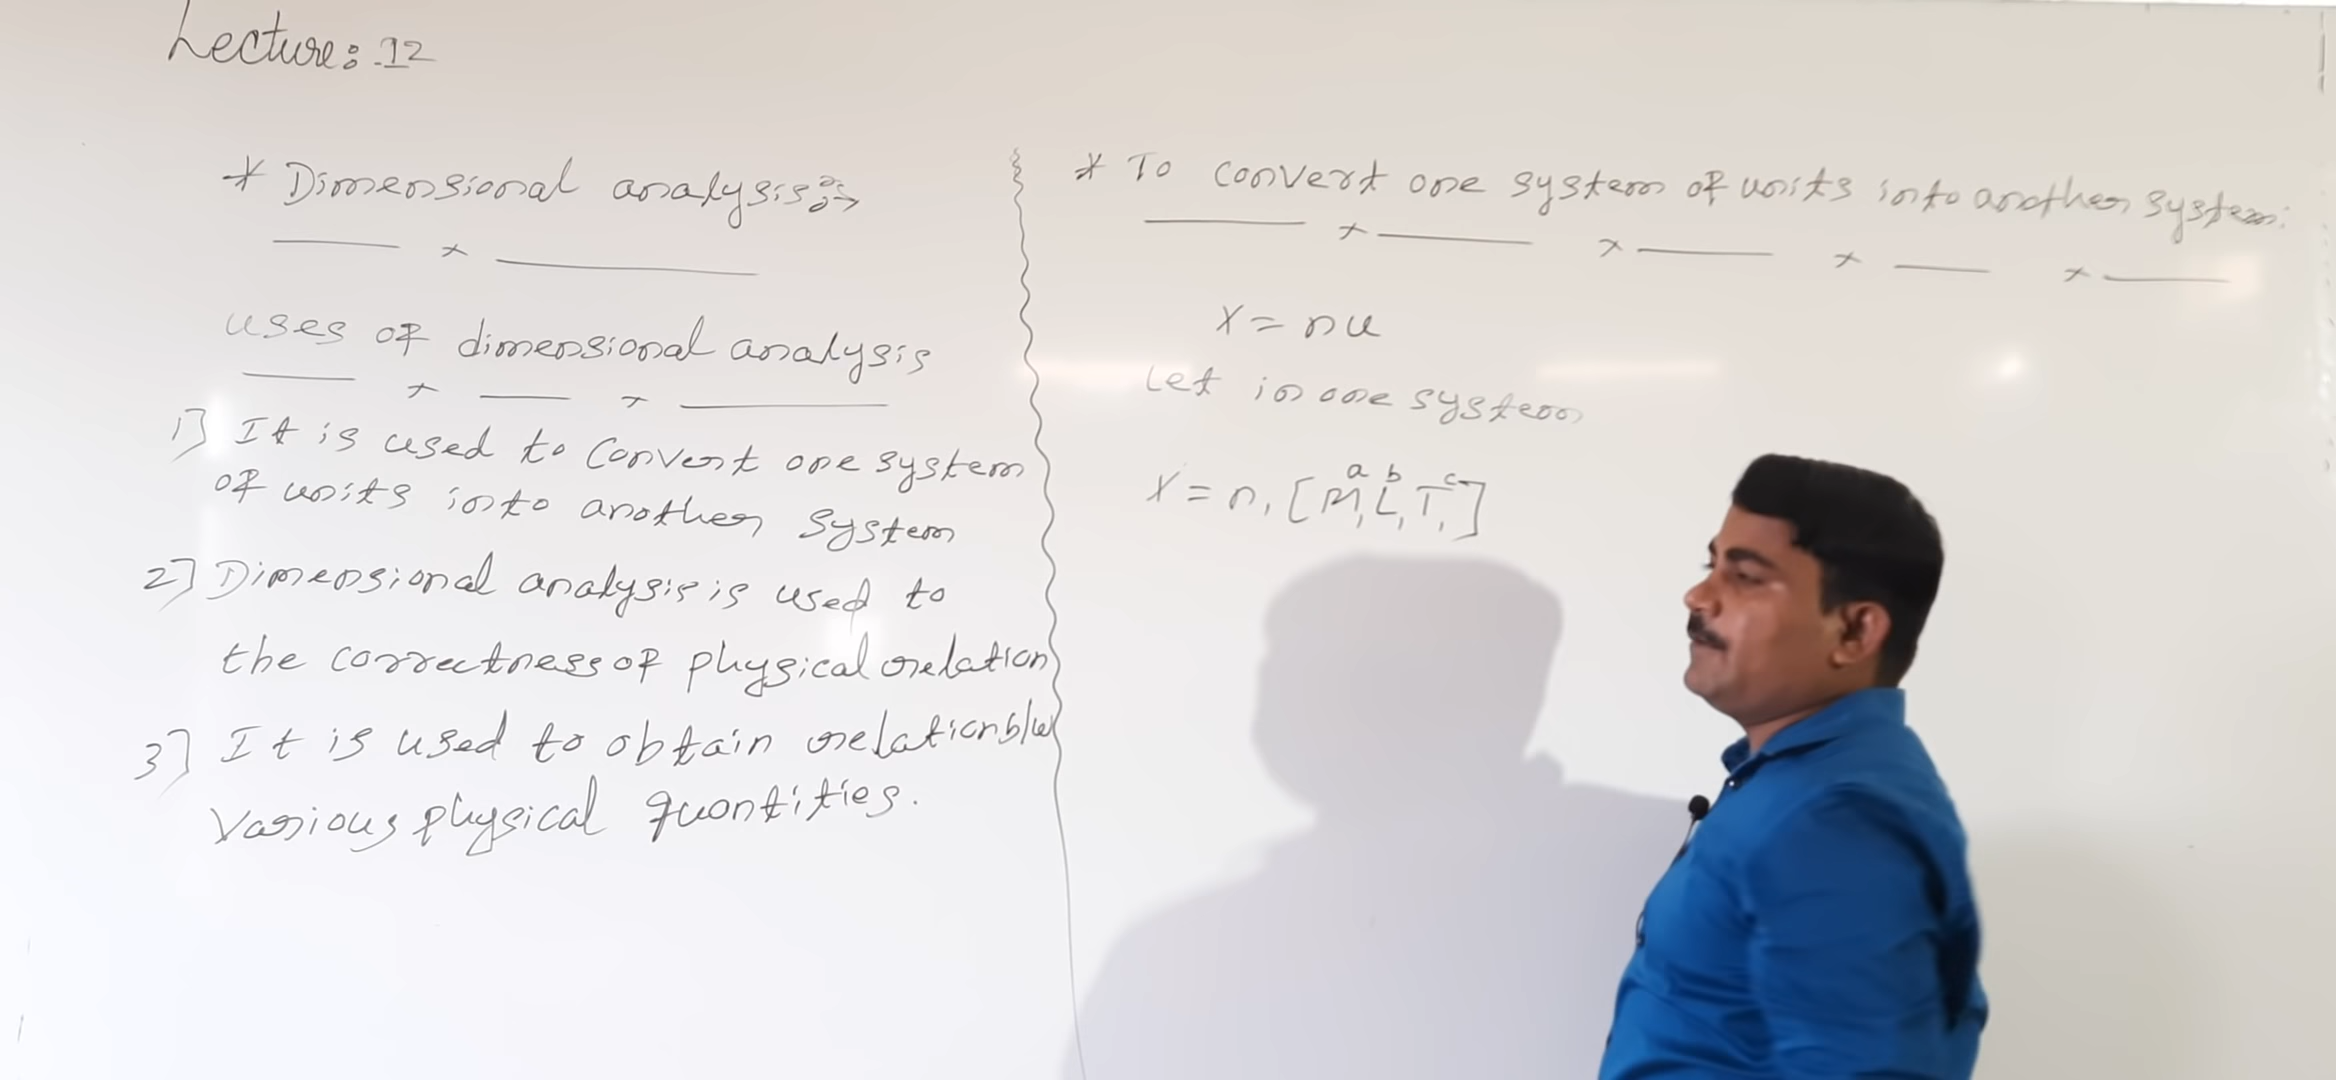 Lecture: 12
* Dimensional analysis:→
uses of dimensional analysis
1] It is used to convert one system
of units into another system
2] Dimensional analysis is used to
the correctness of physical relation
3] It is used to obtain relation b/w
various physical quantities.
* To convert one system of units into another system:
X = nu
Let in one system
X = n₁ [M₁ᵃ L₁ᵇ T₁ᶜ]